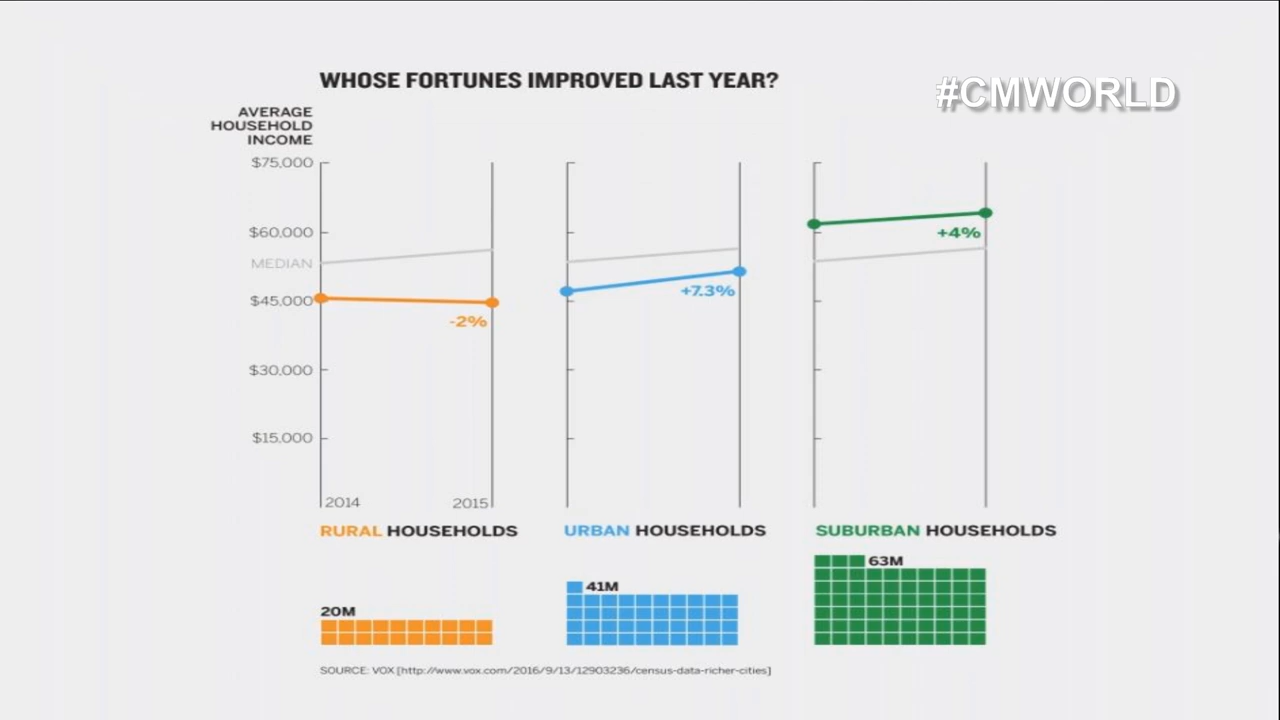 WHOSE FORTUNES IMPROVED LAST YEAR?
#CMWORLD
AVERAGE
HOUSEHOLD
INCOME
$75,000
$60,000
MEDIAN
$45,000
$30,000
$15,000
-2%
+7.3%
+4%
2014
2015
RURAL HOUSEHOLDS
URBAN HOUSEHOLDS
SUBURBAN HOUSEHOLDS
20M
41M
63M
SOURCE: VOX [http://www.vox.com/2016/9/13/12903236/census-data-richer-cities]